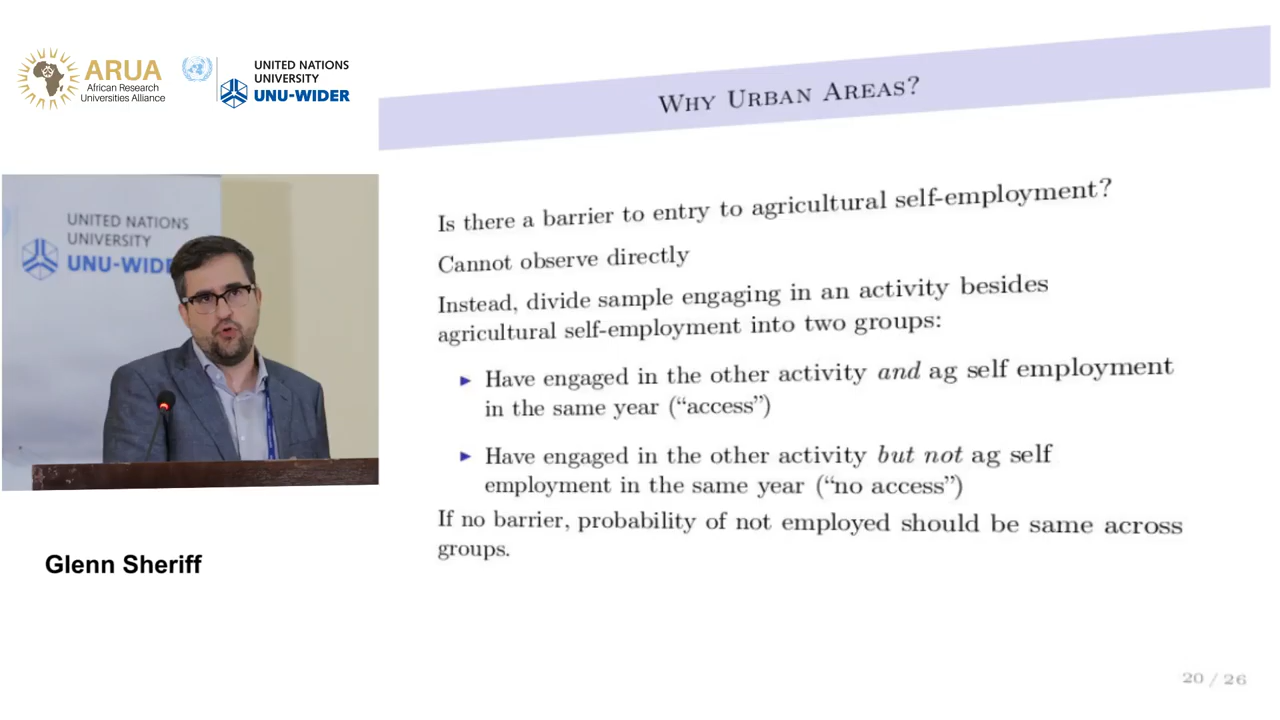 ARUA
African Research
Universities Alliance
UNITED NATIONS
UNIVERSITY
UNU-WIDER
WHY URBAN AREAS?
Is there a barrier to entry to agricultural self-employment?
Cannot observe directly
Instead, divide sample engaging in an activity besides
agricultural self-employment into two groups:
Have engaged in the other activity and ag self employment
in the same year (“access”)
Have engaged in the other activity but not ag self
employment in the same year (“no access”)
If no barrier, probability of not employed should be same across
groups.
20 / 26
UNITED NATIONS
UNIVERSITY
UNU-WIDE
Glenn Sheriff